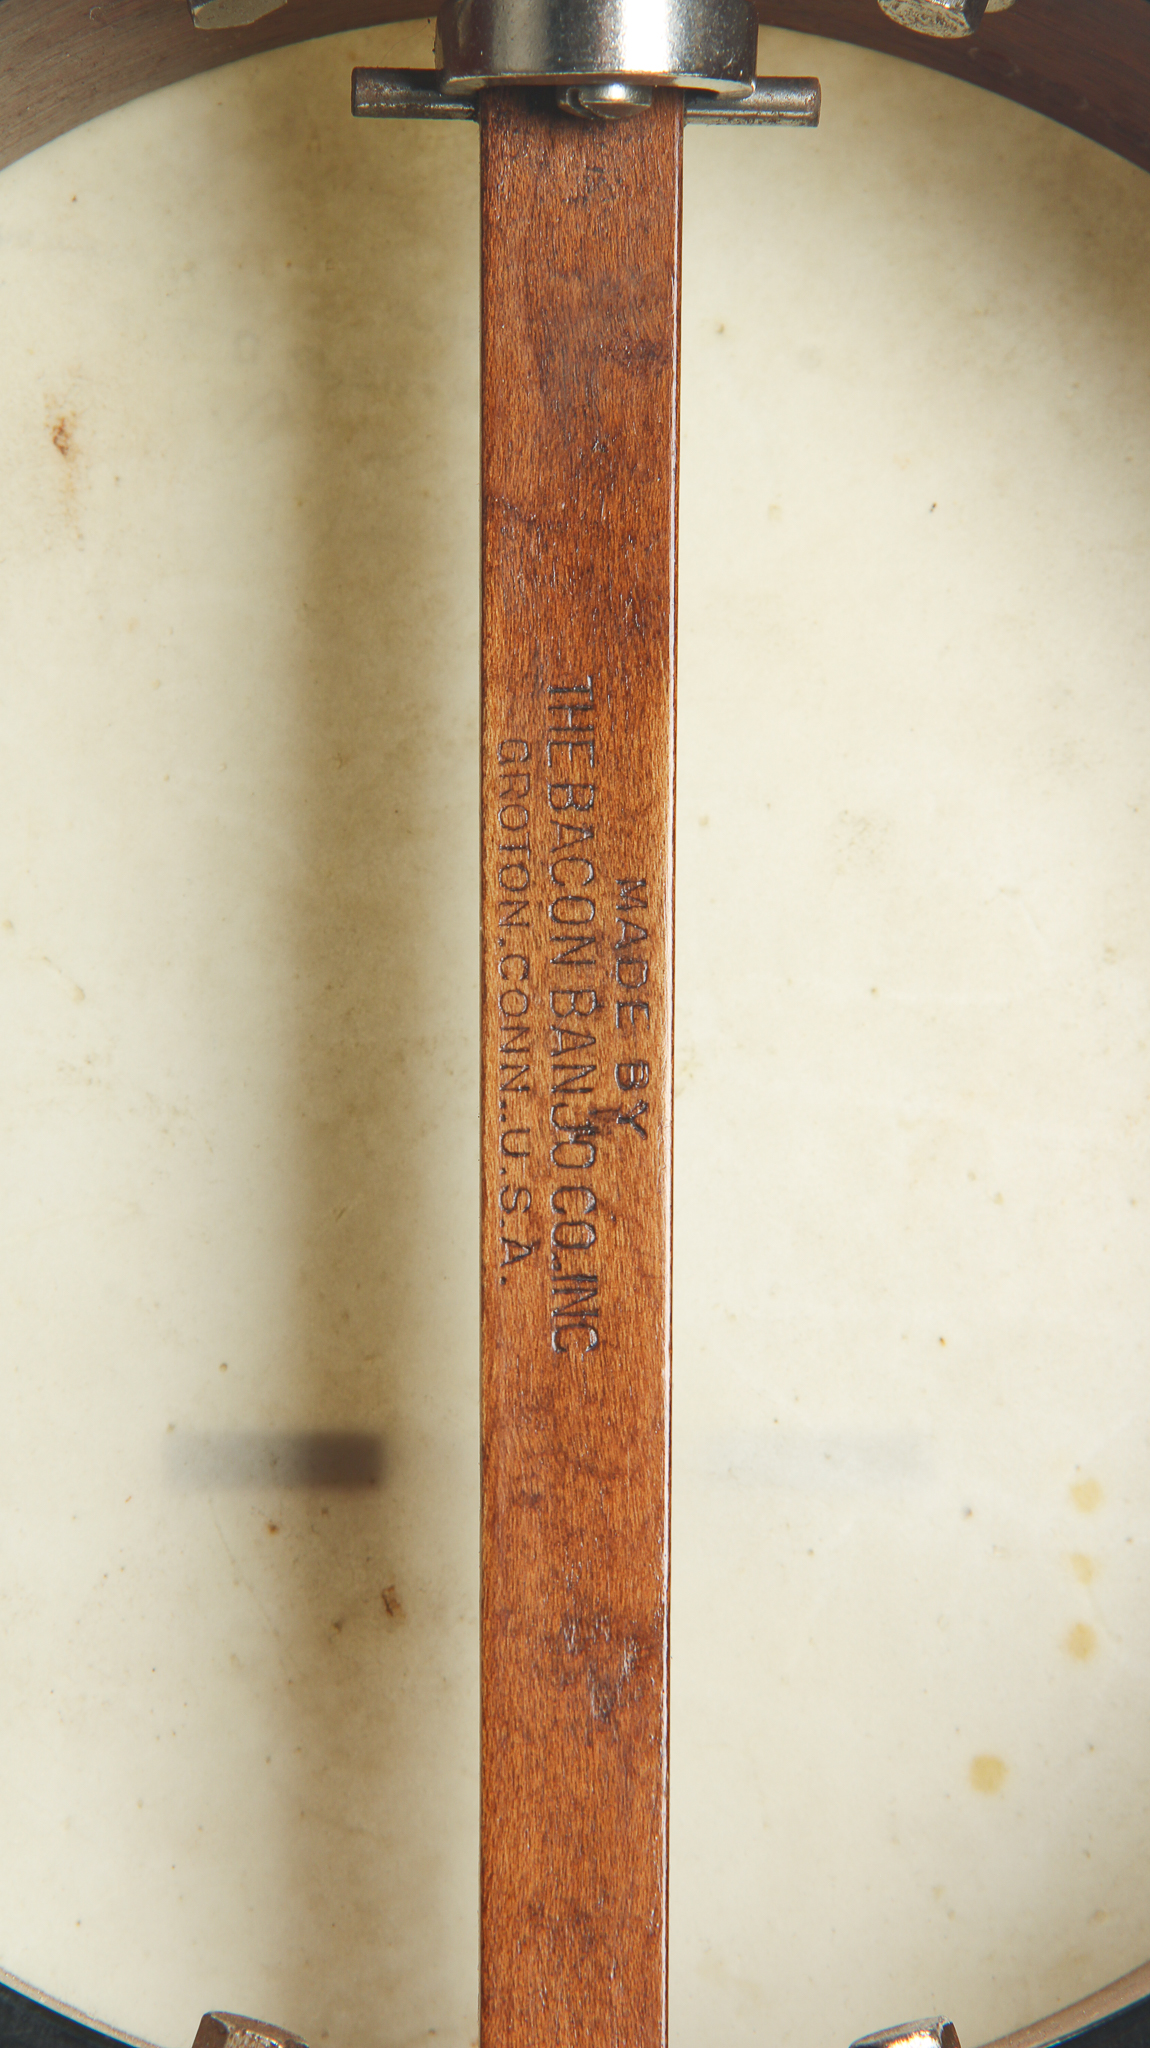 MADE BY
THE BACON BANJO CO., INC
GROTON, CONN., U.S.A.